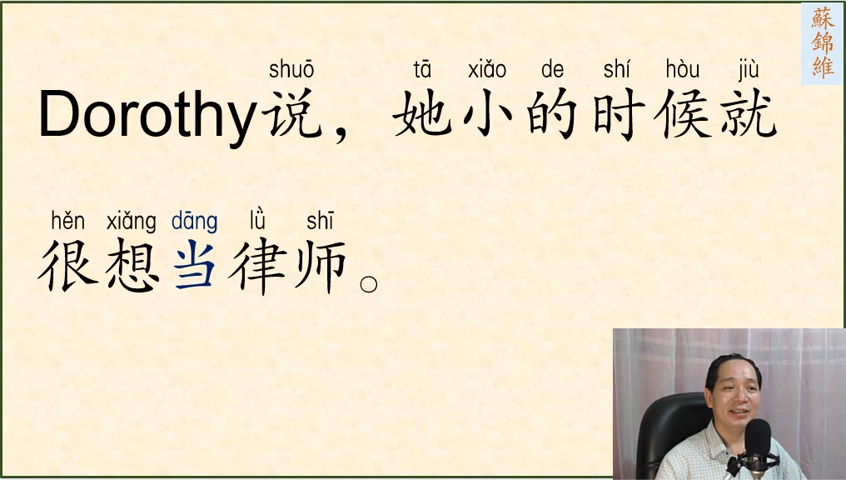 蘇錦維
shuō tā xiǎo de shí hòu jiù
Dorothy说，她小的时候就
hěn xiǎng dāng lǜ shī
很想当律师。